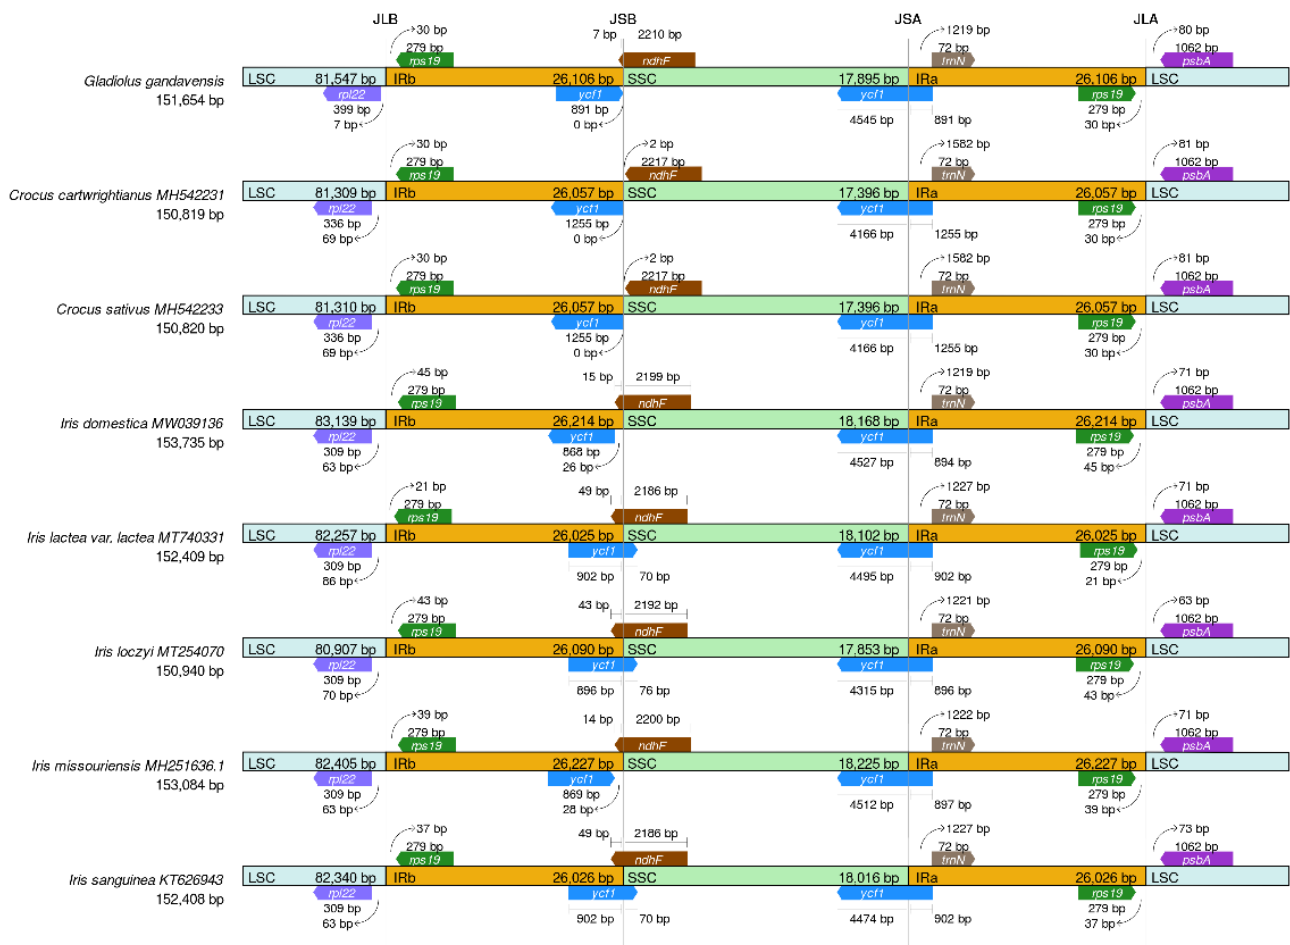 JLB JSB JSA JLA
30 bp 7 bp 2210 bp 1219 bp 80 bp
279 bp 72 bp 1062 bp
rps19 ndhF trnN psbA
Gladiolus gandavensis LSC 81,547 bp IRb 26,106 bp SSC 17,895 bp IRa 26,106 bp LSC
151,654 bp rpl22 ycf1 ycf1 rps19
399 bp 891 bp 4545 bp 891 bp 279 bp
7 bp 0 bp 30 bp
30 bp 2 bp 1582 bp 81 bp
279 bp 2217 bp 72 bp 1062 bp
rps19 ndhF trnN psbA
Crocus cartwrightianus MH542231 LSC 81,309 bp IRb 26,057 bp SSC 17,396 bp IRa 26,057 bp LSC
150,819 bp rpl22 ycf1 ycf1 rps19
336 bp 1255 bp 4166 bp 1255 bp 279 bp
69 bp 0 bp 30 bp
30 bp 2 bp 1582 bp 81 bp
279 bp 2217 bp 72 bp 1062 bp
rps19 ndhF trnN psbA
Crocus sativus MH542233 LSC 81,310 bp IRb 26,057 bp SSC 17,396 bp IRa 26,057 bp LSC
150,820 bp rpl22 ycf1 ycf1 rps19
336 bp 1255 bp 4166 bp 1255 bp 279 bp
69 bp 0 bp 30 bp
45 bp 15 bp 2199 bp 1219 bp 71 bp
279 bp 72 bp 1062 bp
rps19 ndhF trnN psbA
Iris domestica MW039136 LSC 83,139 bp IRb 26,214 bp SSC 18,168 bp IRa 26,214 bp LSC
153,735 bp rpl22 ycf1 ycf1 rps19
309 bp 868 bp 4527 bp 894 bp 279 bp
63 bp 26 bp 45 bp
21 bp 49 bp 2186 bp 1227 bp 71 bp
279 bp 72 bp 1062 bp
rps19 ndhF trnN psbA
Iris lactea var. lactea MT740331 LSC 82,257 bp IRb 26,025 bp SSC 18,102 bp IRa 26,025 bp LSC
152,409 bp rpl22 ycf1 ycf1 rps19
309 bp 902 bp 70 bp 4495 bp 902 bp 279 bp
86 bp 21 bp
43 bp 43 bp 2192 bp 1221 bp 63 bp
279 bp 72 bp 1062 bp
rps19 ndhF trnN psbA
Iris loczyi MT254070 LSC 80,907 bp IRb 26,090 bp SSC 17,853 bp IRa 26,090 bp LSC
150,940 bp rpl22 ycf1 ycf1 rps19
309 bp 896 bp 76 bp 4315 bp 896 bp 279 bp
70 bp 43 bp
39 bp 14 bp 2200 bp 1222 bp 71 bp
279 bp 72 bp 1062 bp
rps19 ndhF trnN psbA
Iris missouriensis MH251636.1 LSC 82,405 bp IRb 26,227 bp SSC 18,225 bp IRa 26,227 bp LSC
153,084 bp rpl22 ycf1 ycf1 rps19
309 bp 869 bp 4512 bp 897 bp 279 bp
63 bp 28 bp 39 bp
37 bp 49 bp 2186 bp 1227 bp 73 bp
279 bp 72 bp 1062 bp
rps19 ndhF trnN psbA
Iris sanguinea KT626943 LSC 82,340 bp IRb 26,026 bp SSC 18,016 bp IRa 26,026 bp LSC
152,408 bp rpl22 ycf1 ycf1 rps19
309 bp 902 bp 70 bp 4474 bp 902 bp 279 bp
63 bp 37 bp